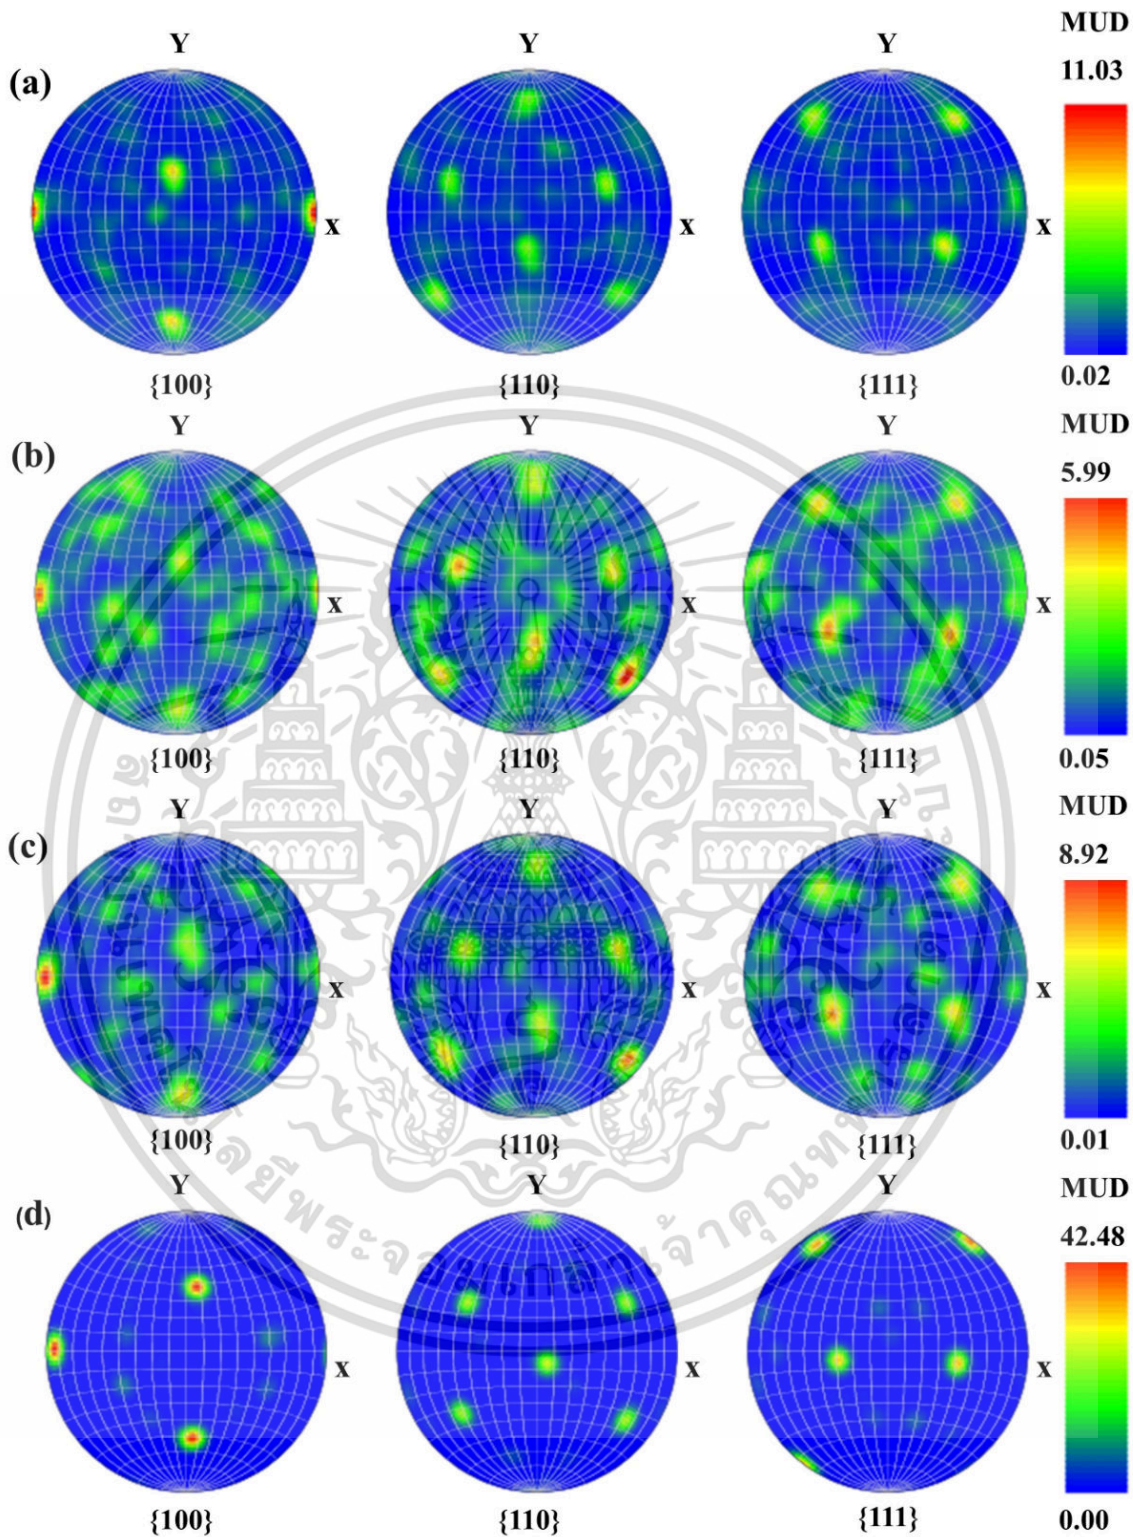 MUD
Y Y Y
11.03
(a)
x x x
0.02
{100} {110} {111}
MUD
Y Y Y
(b)
5.99
x x x
0.05
{100} {110} {111}
MUD
Y Y Y
(c)
8.92
x x x
0.01
{100} {110} {111}
MUD
Y Y Y
(d)
42.48
x x x
0.00
{100} {110} {111}